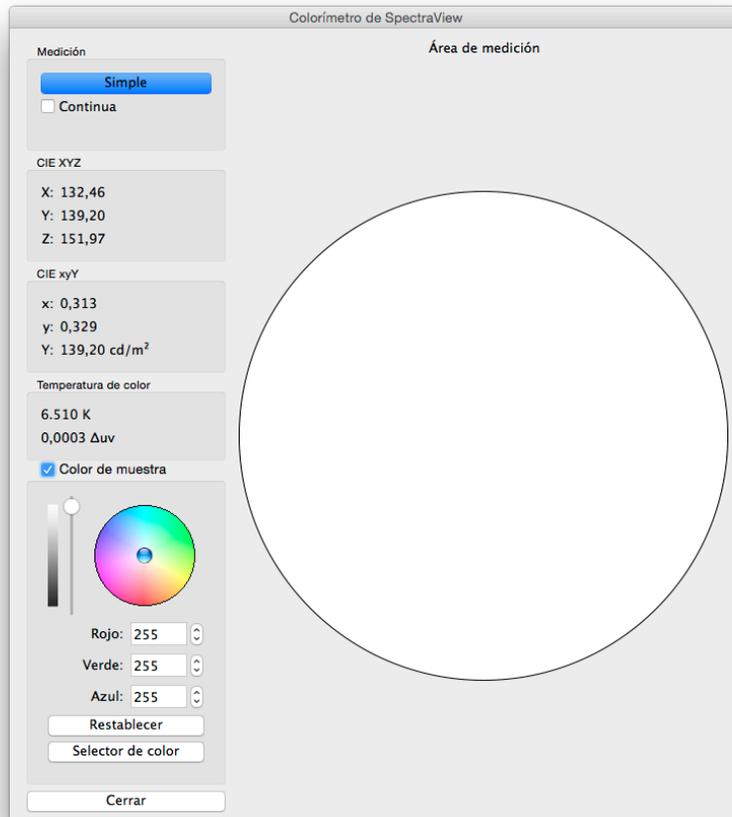 Colorímetro de SpectraView
Medición
Simple
Continua
CIE XYZ
X: 132,46
Y: 139,20
Z: 151,97
CIE xyY
x: 0,313
y: 0,329
Y: 139,20 cd/m²
Temperatura de color
6.510 K
0,0003 Δuv
Color de muestra
Rojo: 255
Verde: 255
Azul: 255
Restablecer
Selector de color
Cerrar
Área de medición